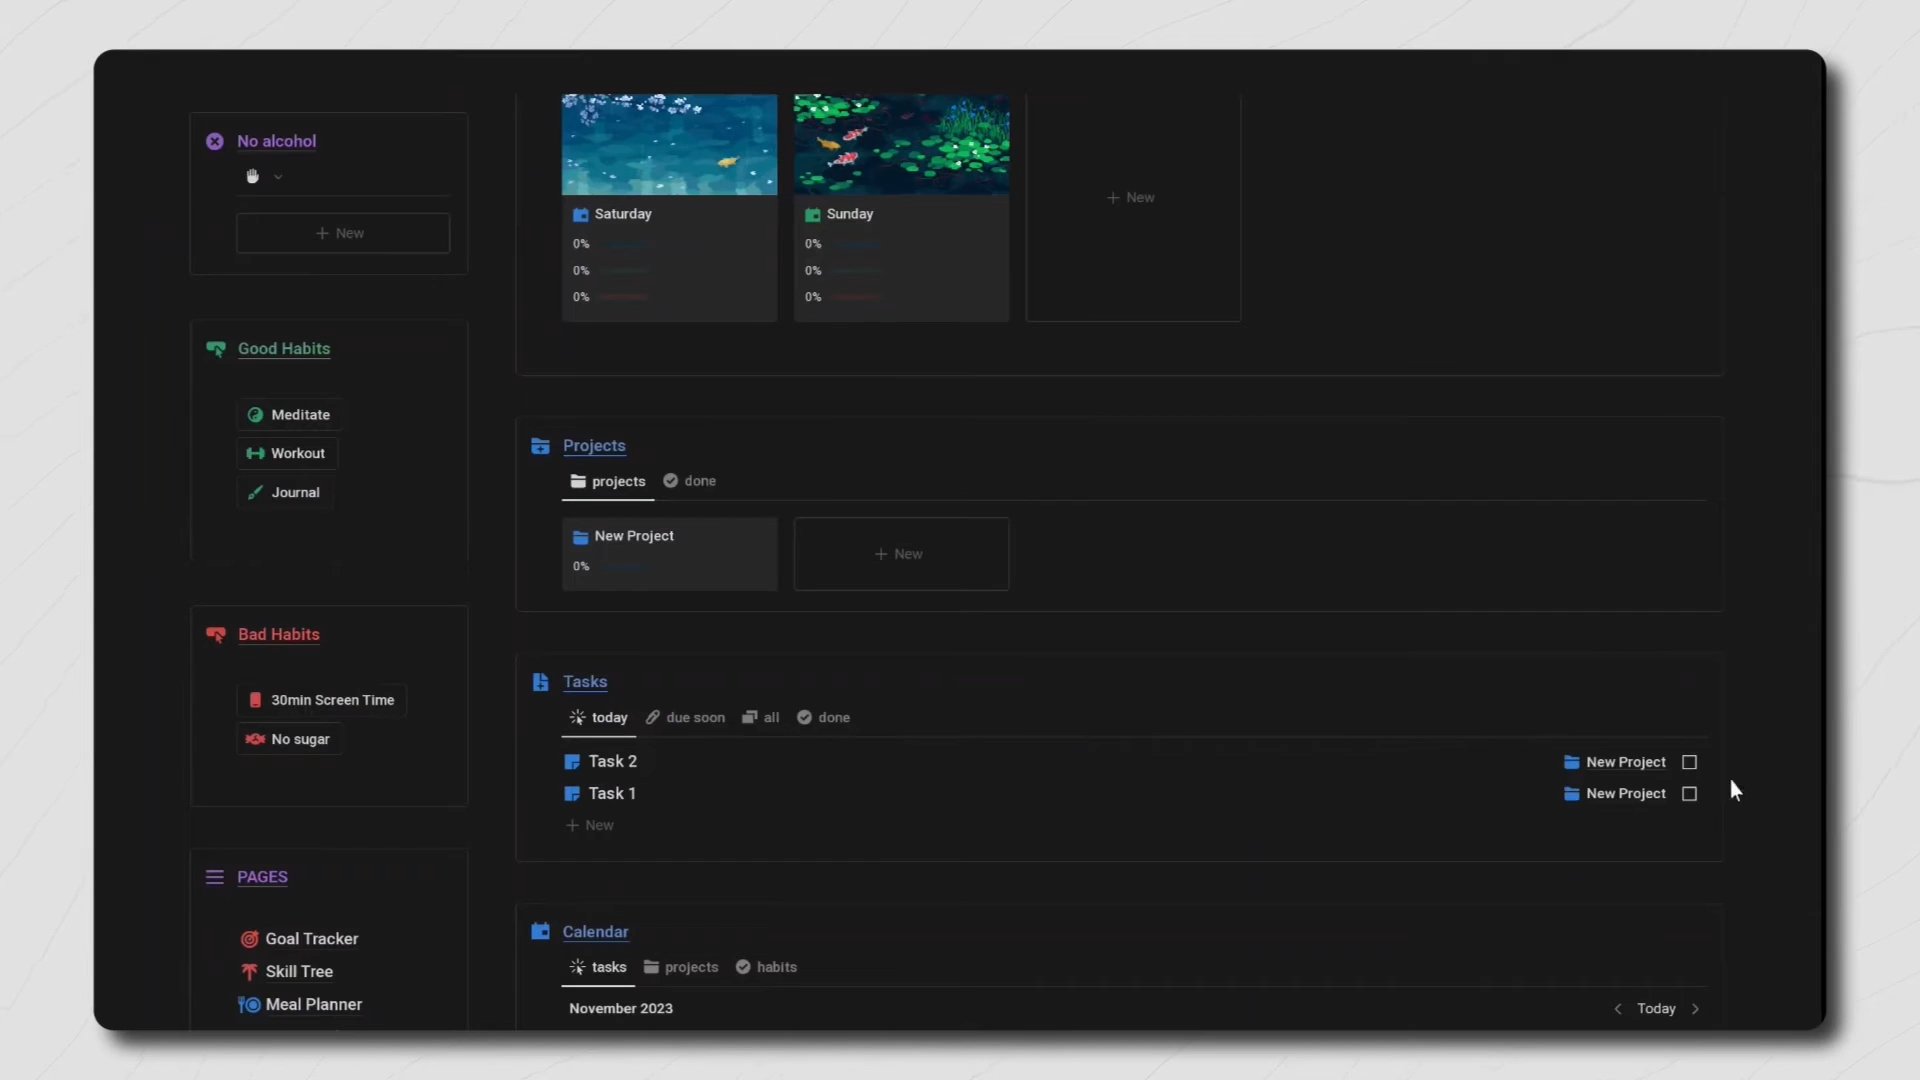 No alcohol
New
Good Habits
Meditate
Workout
Journal
Bad Habits
30min Screen Time
No sugar
PAGES
Goal Tracker
Skill Tree
Meal Planner
Saturday
0%
0%
0%
Sunday
0%
0%
0%
+ New
Projects
projects done
New Project
0%
+ New
Tasks
today due soon all done
Task 2 New Project
Task 1 New Project
+ New
Calendar
tasks projects habits
November 2023 < Today >